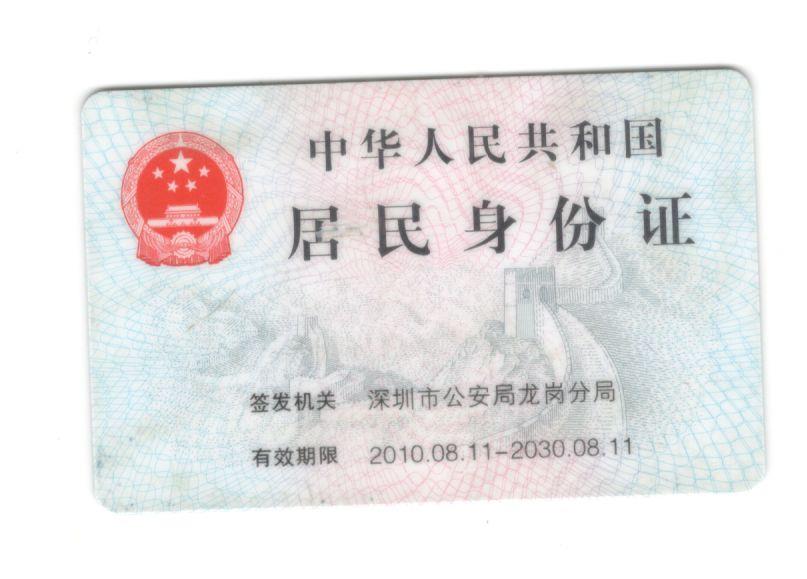 中华人民共和国
居民身份证
签发机关 深圳市公安局龙岗分局
有效期限 2010.08.11-2030.08.11